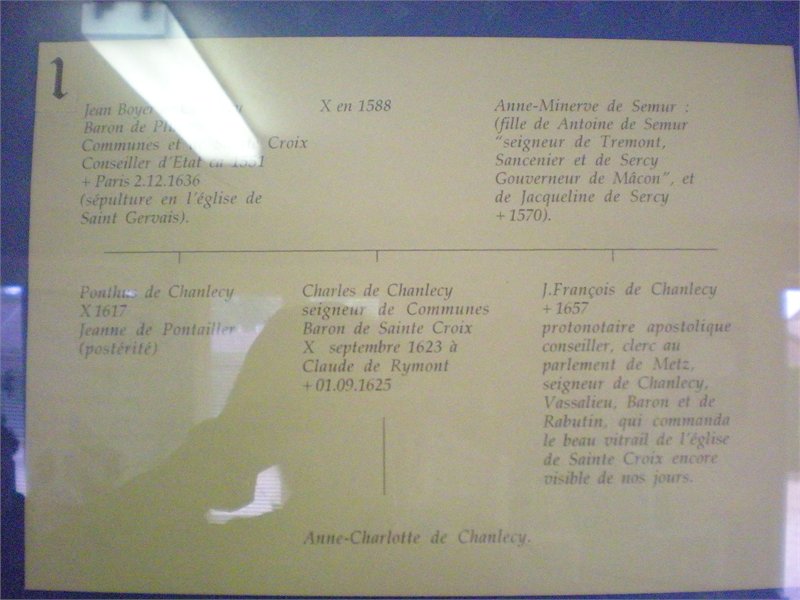 1
Jean Boyer
Baron de
Communes et Croix
Conseiller d'Etat
+ Paris 2.12.1636
(sépulture en l'église de
Saint Gervais).
X en 1588
Anne-Minerve de Semur :
(fille de Antoine de Semur
"seigneur de Tremont,
Sancenier et de Sercy
Gouverneur de Mâcon", et
de Jacqueline de Sercy
+ 1570).
Ponthus de Chanlecy
X 1617
Jeanne de Pontailler
(postérité)
Charles de Chanlecy
seigneur de Communes
Baron de Sainte Croix
X septembre 1623 à
Claude de Rymont
+ 01.09.1625
J.François de Chanlecy
+ 1657
protonotaire apostolique
conseiller, clerc au
parlement de Metz,
seigneur de Chanlecy,
Vassalieu, Baron et de
Rabutin, qui commanda
le beau vitrail de l'église
de Sainte Croix encore
visible de nos jours.
Anne-Charlotte de Chanlecy.